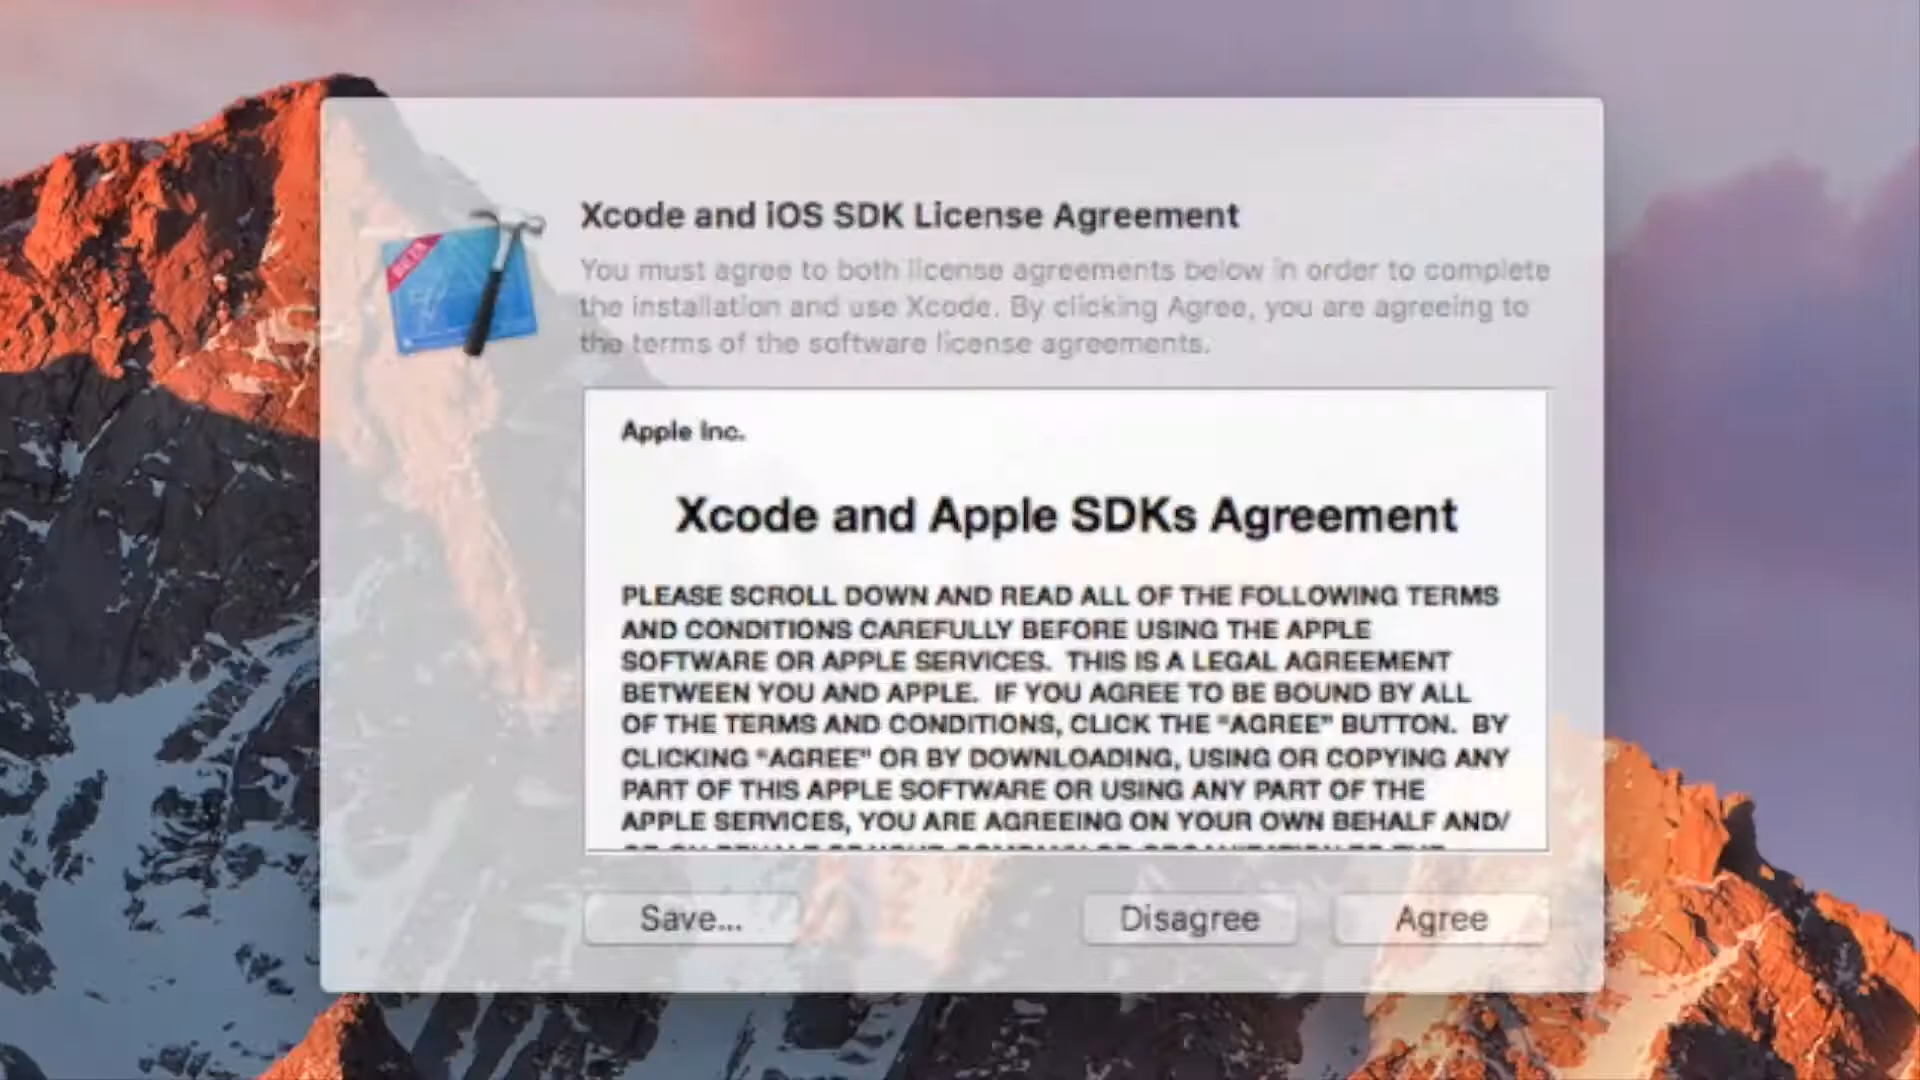 Xcode and iOS SDK License Agreement
You must agree to both license agreements below in order to complete
the installation and use Xcode. By clicking Agree, you are agreeing to
the terms of the software license agreements.
Apple Inc.
Xcode and Apple SDKs Agreement
PLEASE SCROLL DOWN AND READ ALL OF THE FOLLOWING TERMS
AND CONDITIONS CAREFULLY BEFORE USING THE APPLE
SOFTWARE OR APPLE SERVICES.  THIS IS A LEGAL AGREEMENT
BETWEEN YOU AND APPLE.  IF YOU AGREE TO BE BOUND BY ALL
OF THE TERMS AND CONDITIONS, CLICK THE “AGREE” BUTTON.  BY
CLICKING “AGREE” OR BY DOWNLOADING, USING OR COPYING ANY
PART OF THIS APPLE SOFTWARE OR USING ANY PART OF THE
APPLE SERVICES, YOU ARE AGREEING ON YOUR OWN BEHALF AND/
Save...
Disagree
Agree